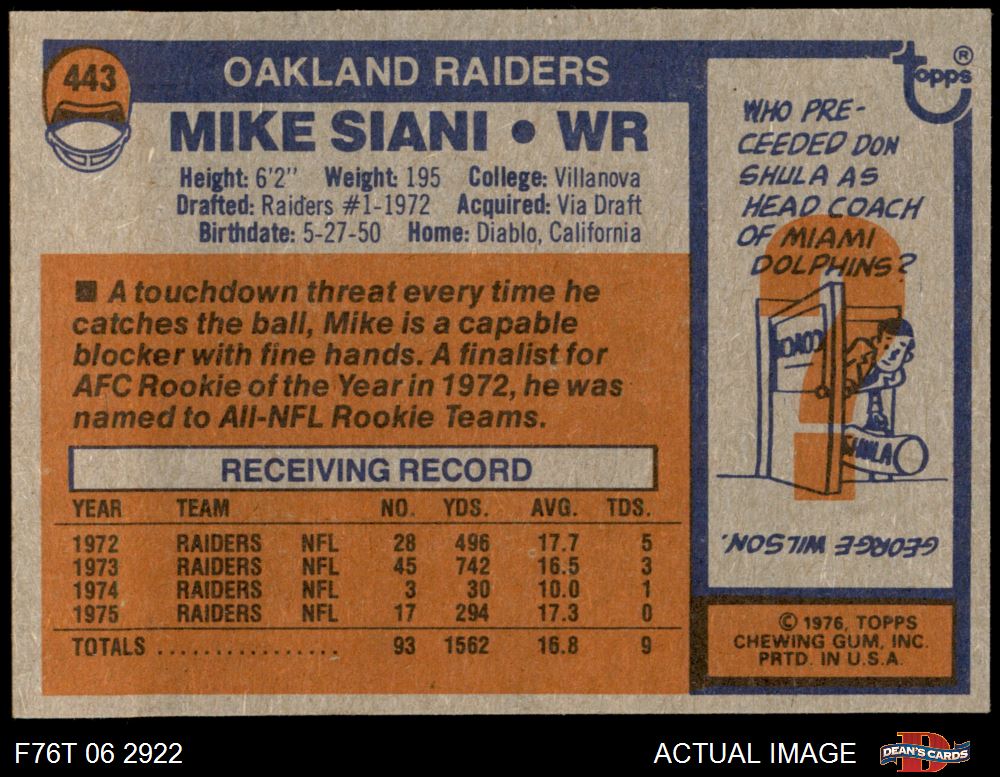 443
OAKLAND RAIDERS
MIKE SIANI • WR
Height: 6'2" Weight: 195 College: Villanova
Drafted: Raiders #1-1972 Acquired: Via Draft
Birthdate: 5-27-50 Home: Diablo, California
■ A touchdown threat every time he
catches the ball, Mike is a capable
blocker with fine hands. A finalist for
AFC Rookie of the Year in 1972, he was
named to All-NFL Rookie Teams.
RECEIVING RECORD
YEAR TEAM NO. YDS. AVG. TDS.
1972 RAIDERS NFL 28 496 17.7 5
1973 RAIDERS NFL 45 742 16.5 3
1974 RAIDERS NFL 3 30 10.0 1
1975 RAIDERS NFL 17 294 17.3 0
TOTALS ................ 93 1562 16.8 9
Topps®
WHO PRE-
CEEDED DON
SHULA AS
HEAD COACH
OF MIAMI
DOLPHINS?
COACH
SHULA
GEORGE WILSON.
© 1976, TOPPS
CHEWING GUM, INC.
PRTD. IN U.S.A.
F76T 06 2922
ACTUAL IMAGE
DEAN'S CARDS